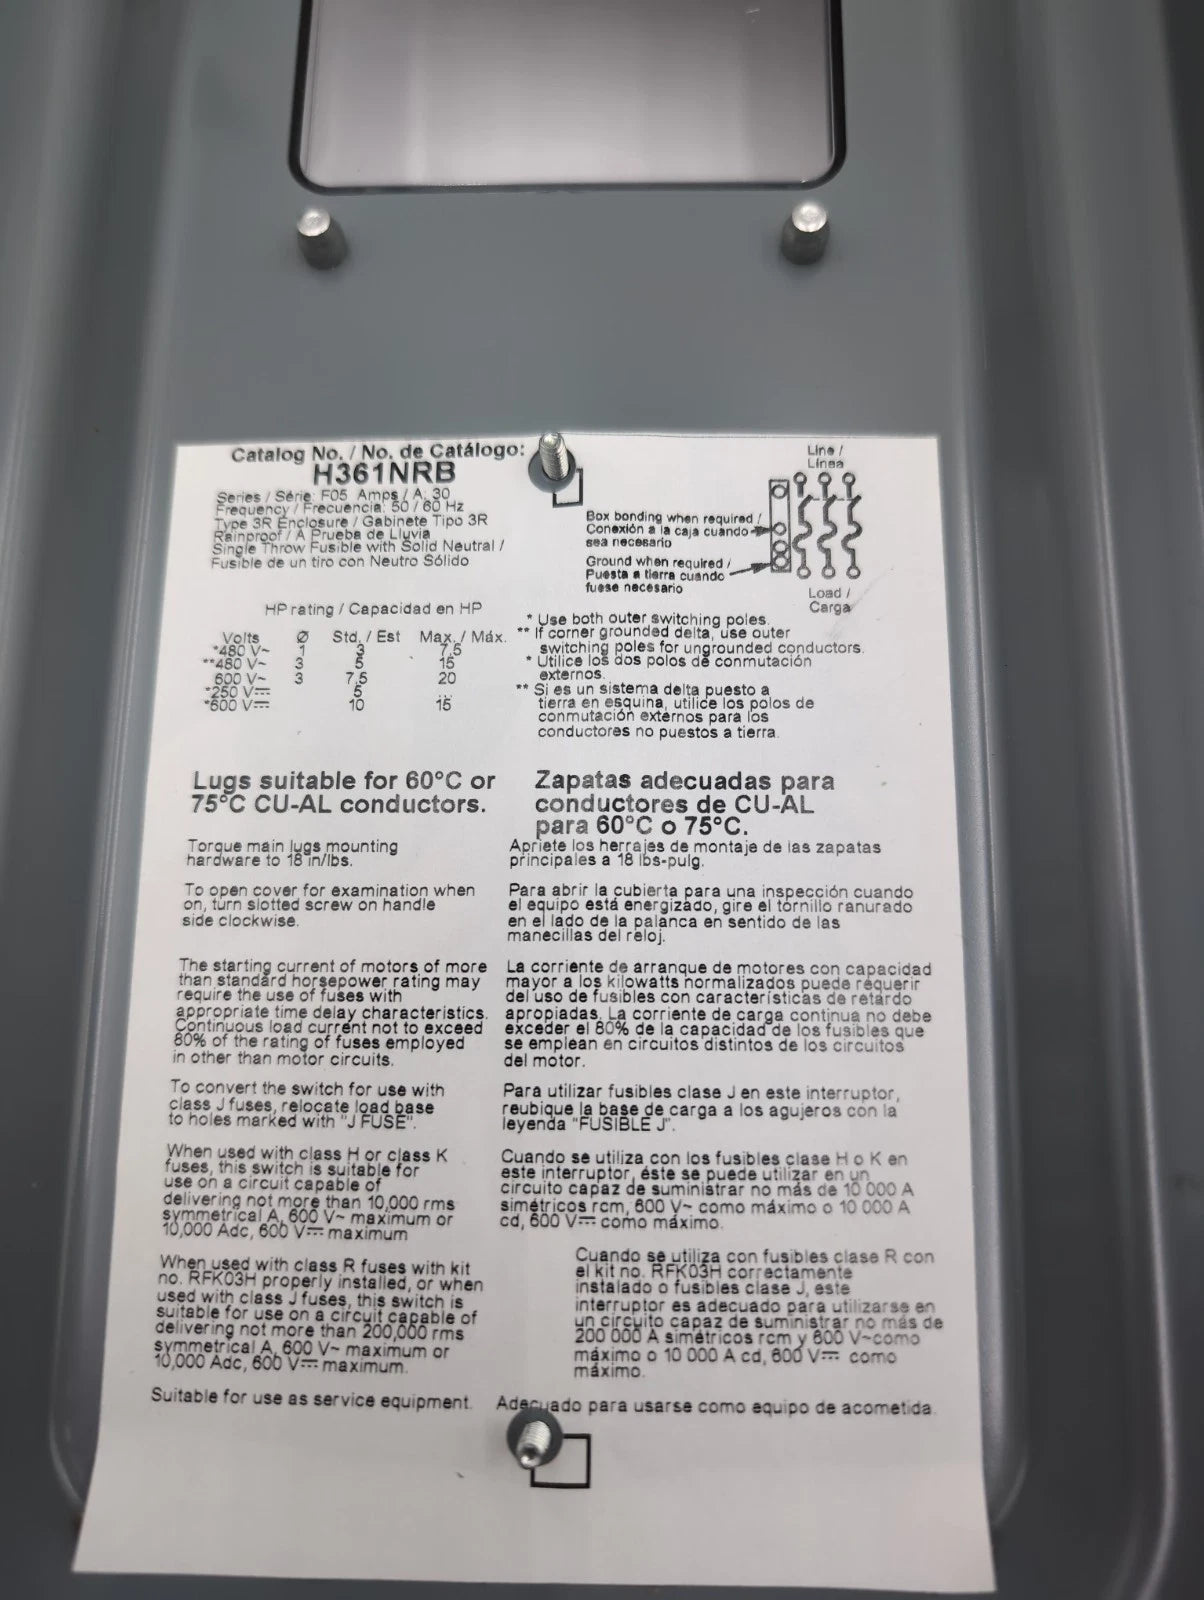 Catalog No. / No. de Catálogo:
H361NRB
Series / Série: F05 Amps / A: 30
Frequency / Frecuencia: 50 / 60 Hz
Type 3R Enclosure / Gabinete Tipo 3R
Rainproof / A Prueba de Lluvia
Single Throw Fusible with Solid Neutral /
Fusible de un tiro con Neutro Sólido
Line /
Línea
Box bonding when required /
Conexión a la caja cuando
sea necesario
Ground when required /
Puesta a tierra cuando
fuese necesario
Load /
Carga
HP rating / Capacidad en HP
Volts Ø Std. / Est Max. / Máx.
*480 V~ 1 3 7.5
**480 V~ 3 5 15
600 V~ 3 7.5 20
*250 V⎓ 5 ...
*600 V⎓ 10 15
* Use both outer switching poles.
** If corner grounded delta, use outer
switching poles for ungrounded conductors.
* Utilice los dos polos de conmutación
externos.
** Si es un sistema delta puesto a
tierra en esquina, utilice los polos de
conmutación externos para los
conductores no puestos a tierra.
Lugs suitable for 60°C or
75°C CU-AL conductors.
Torque main lugs mounting
hardware to 18 in/lbs.
To open cover for examination when
on, turn slotted screw on handle
side clockwise.
The starting current of motors of more
than standard horsepower rating may
require the use of fuses with
appropriate time delay characteristics.
Continuous load current not to exceed
80% of the rating of fuses employed
in other than motor circuits.
To convert the switch for use with
class J fuses, relocate load base
to holes marked with "J FUSE".
When used with class H or class K
fuses, this switch is suitable for
use on a circuit capable of
delivering not more than 10,000 rms
symmetrical A, 600 V~ maximum or
10,000 Adc, 600 V⎓ maximum
When used with class R fuses with kit
no. RFK03H properly installed, or when
used with class J fuses, this switch is
suitable for use on a circuit capable of
delivering not more than 200,000 rms
symmetrical A, 600 V~ maximum or
10,000 Adc, 600 V⎓ maximum.
Suitable for use as service equipment.
Zapatas adecuadas para
conductores de CU-AL
para 60°C o 75°C.
Apriete los herrajes de montaje de las zapatas
principales a 18 lbs-pulg.
Para abrir la cubierta para una inspección cuando
el equipo está energizado, gire el tornillo ranurado
en el lado de la palanca en sentido de las
manecillas del reloj.
La corriente de arranque de motores con capacidad
mayor a los kilowatts normalizados puede requerir
del uso de fusibles con características de retardo
apropiadas. La corriente de carga continua no debe
exceder el 80% de la capacidad de los fusibles que
se emplean en circuitos distintos de los circuitos
del motor.
Para utilizar fusibles clase J en este interruptor,
reubique la base de carga a los agujeros con la
leyenda "FUSIBLE J".
Cuando se utiliza con los fusibles clase H o K en
este interruptor, éste se puede utilizar en un
circuito capaz de suministrar no más de 10 000 A
simétricos rcm, 600 V~ como máximo o 10 000 A
cd, 600 V⎓ como máximo.
Cuando se utiliza con fusibles clase R con
el kit no. RFK03H correctamente
instalado o fusibles clase J, este
interruptor es adecuado para utilizarse en
un circuito capaz de suministrar no más de
200 000 A simétricos rcm y 600 V~como
máximo o 10 000 A cd, 600 V⎓ como
máximo.
Adecuado para usarse como equipo de acometida.